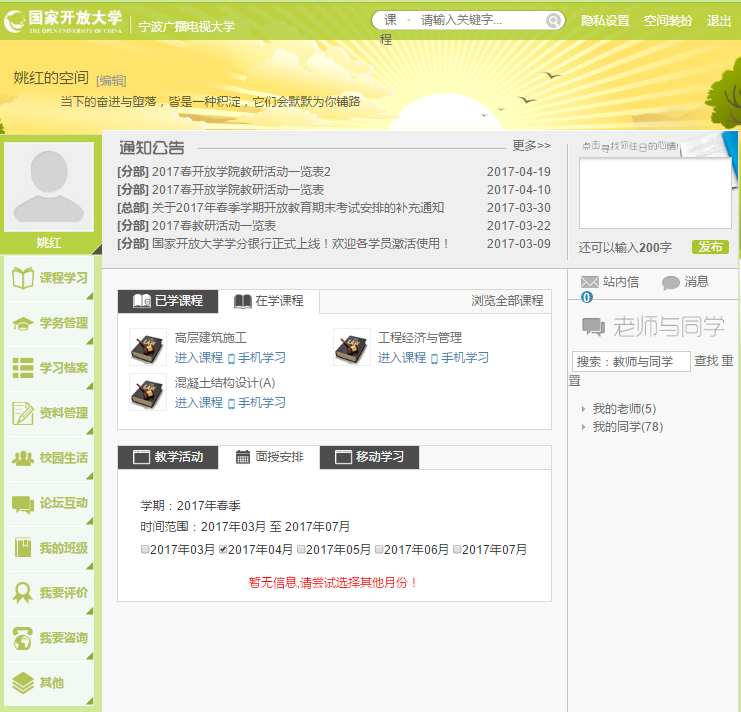 国家开放大学 宁波广播电视大学
THE OPEN UNIVERSITY OF CHINA
课程 - 请输入关键字...
隐私设置 空间装扮 退出
姚红的空间 [编辑]
当下的奋进与堕落，皆是一种积淀，它们会默默为你铺路
姚红
课程学习
学务管理
学习档案
资料管理
校园生活
论坛互动
我的班级
我要评价
我要咨询
其他
通知公告 更多>>
[分部] 2017春开放学院教研活动一览表2 2017-04-19
[分部] 2017春开放学院教研活动一览表 2017-04-10
[总部] 关于2017年春季学期开放教育期末考试安排的补充通知 2017-03-30
[分部] 2017春教研活动一览表 2017-03-22
[分部] 国家开放大学学分银行正式上线！欢迎各学员激活使用！ 2017-03-09
已学课程 在学课程 浏览全部课程
高层建筑施工
进入课程 手机学习
工程经济与管理
进入课程 手机学习
混凝土结构设计(A)
进入课程 手机学习
教学活动 面授安排 移动学习
学期：2017年春季
时间范围：2017年03月 至 2017年07月
2017年03月 2017年04月 2017年05月 2017年06月 2017年07月
暂无信息,请尝试选择其他月份！
点击寻找你往日的心情!
还可以输入200字 发布
站内信 消息
0
老师与同学
搜索：教师与同学 查找 重
置
我的老师(5)
我的同学(78)